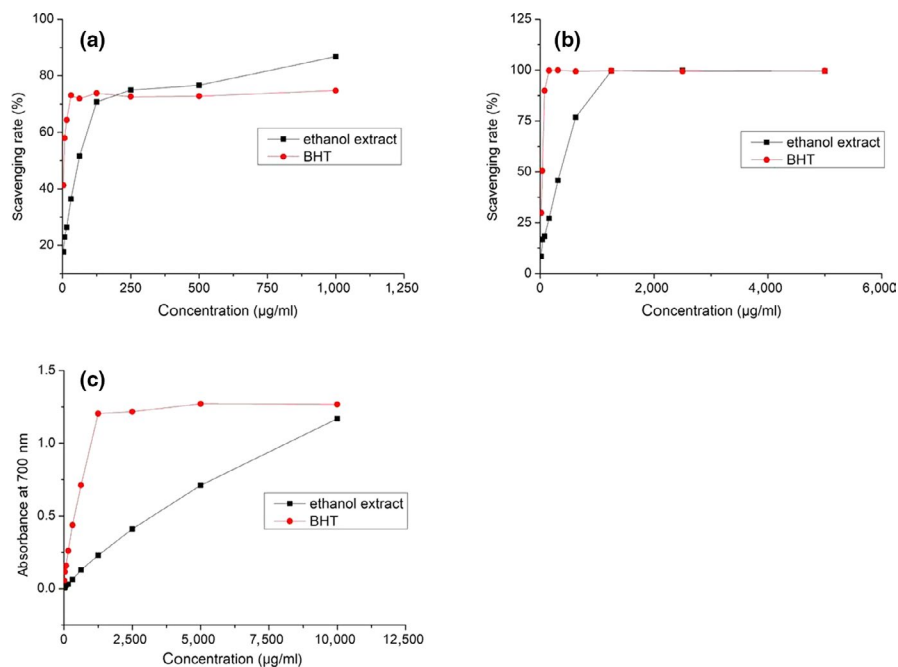 (a)
100
80
60
40
20
Scavenging rate (%)
ethanol extract
BHT
0 250 500 750 1,000 1,250
Concentration (µg/ml)
(b)
125
100
75
50
25
0
Scavenging rate (%)
ethanol extract
BHT
0 2,000 4,000 6,000
Concentration (µg/ml)
(c)
1.5
1.0
0.5
0.0
Absorbance at 700 nm
ethanol extract
BHT
0 2,500 5,000 7,500 10,000 12,500
Concentration (µg/ml)